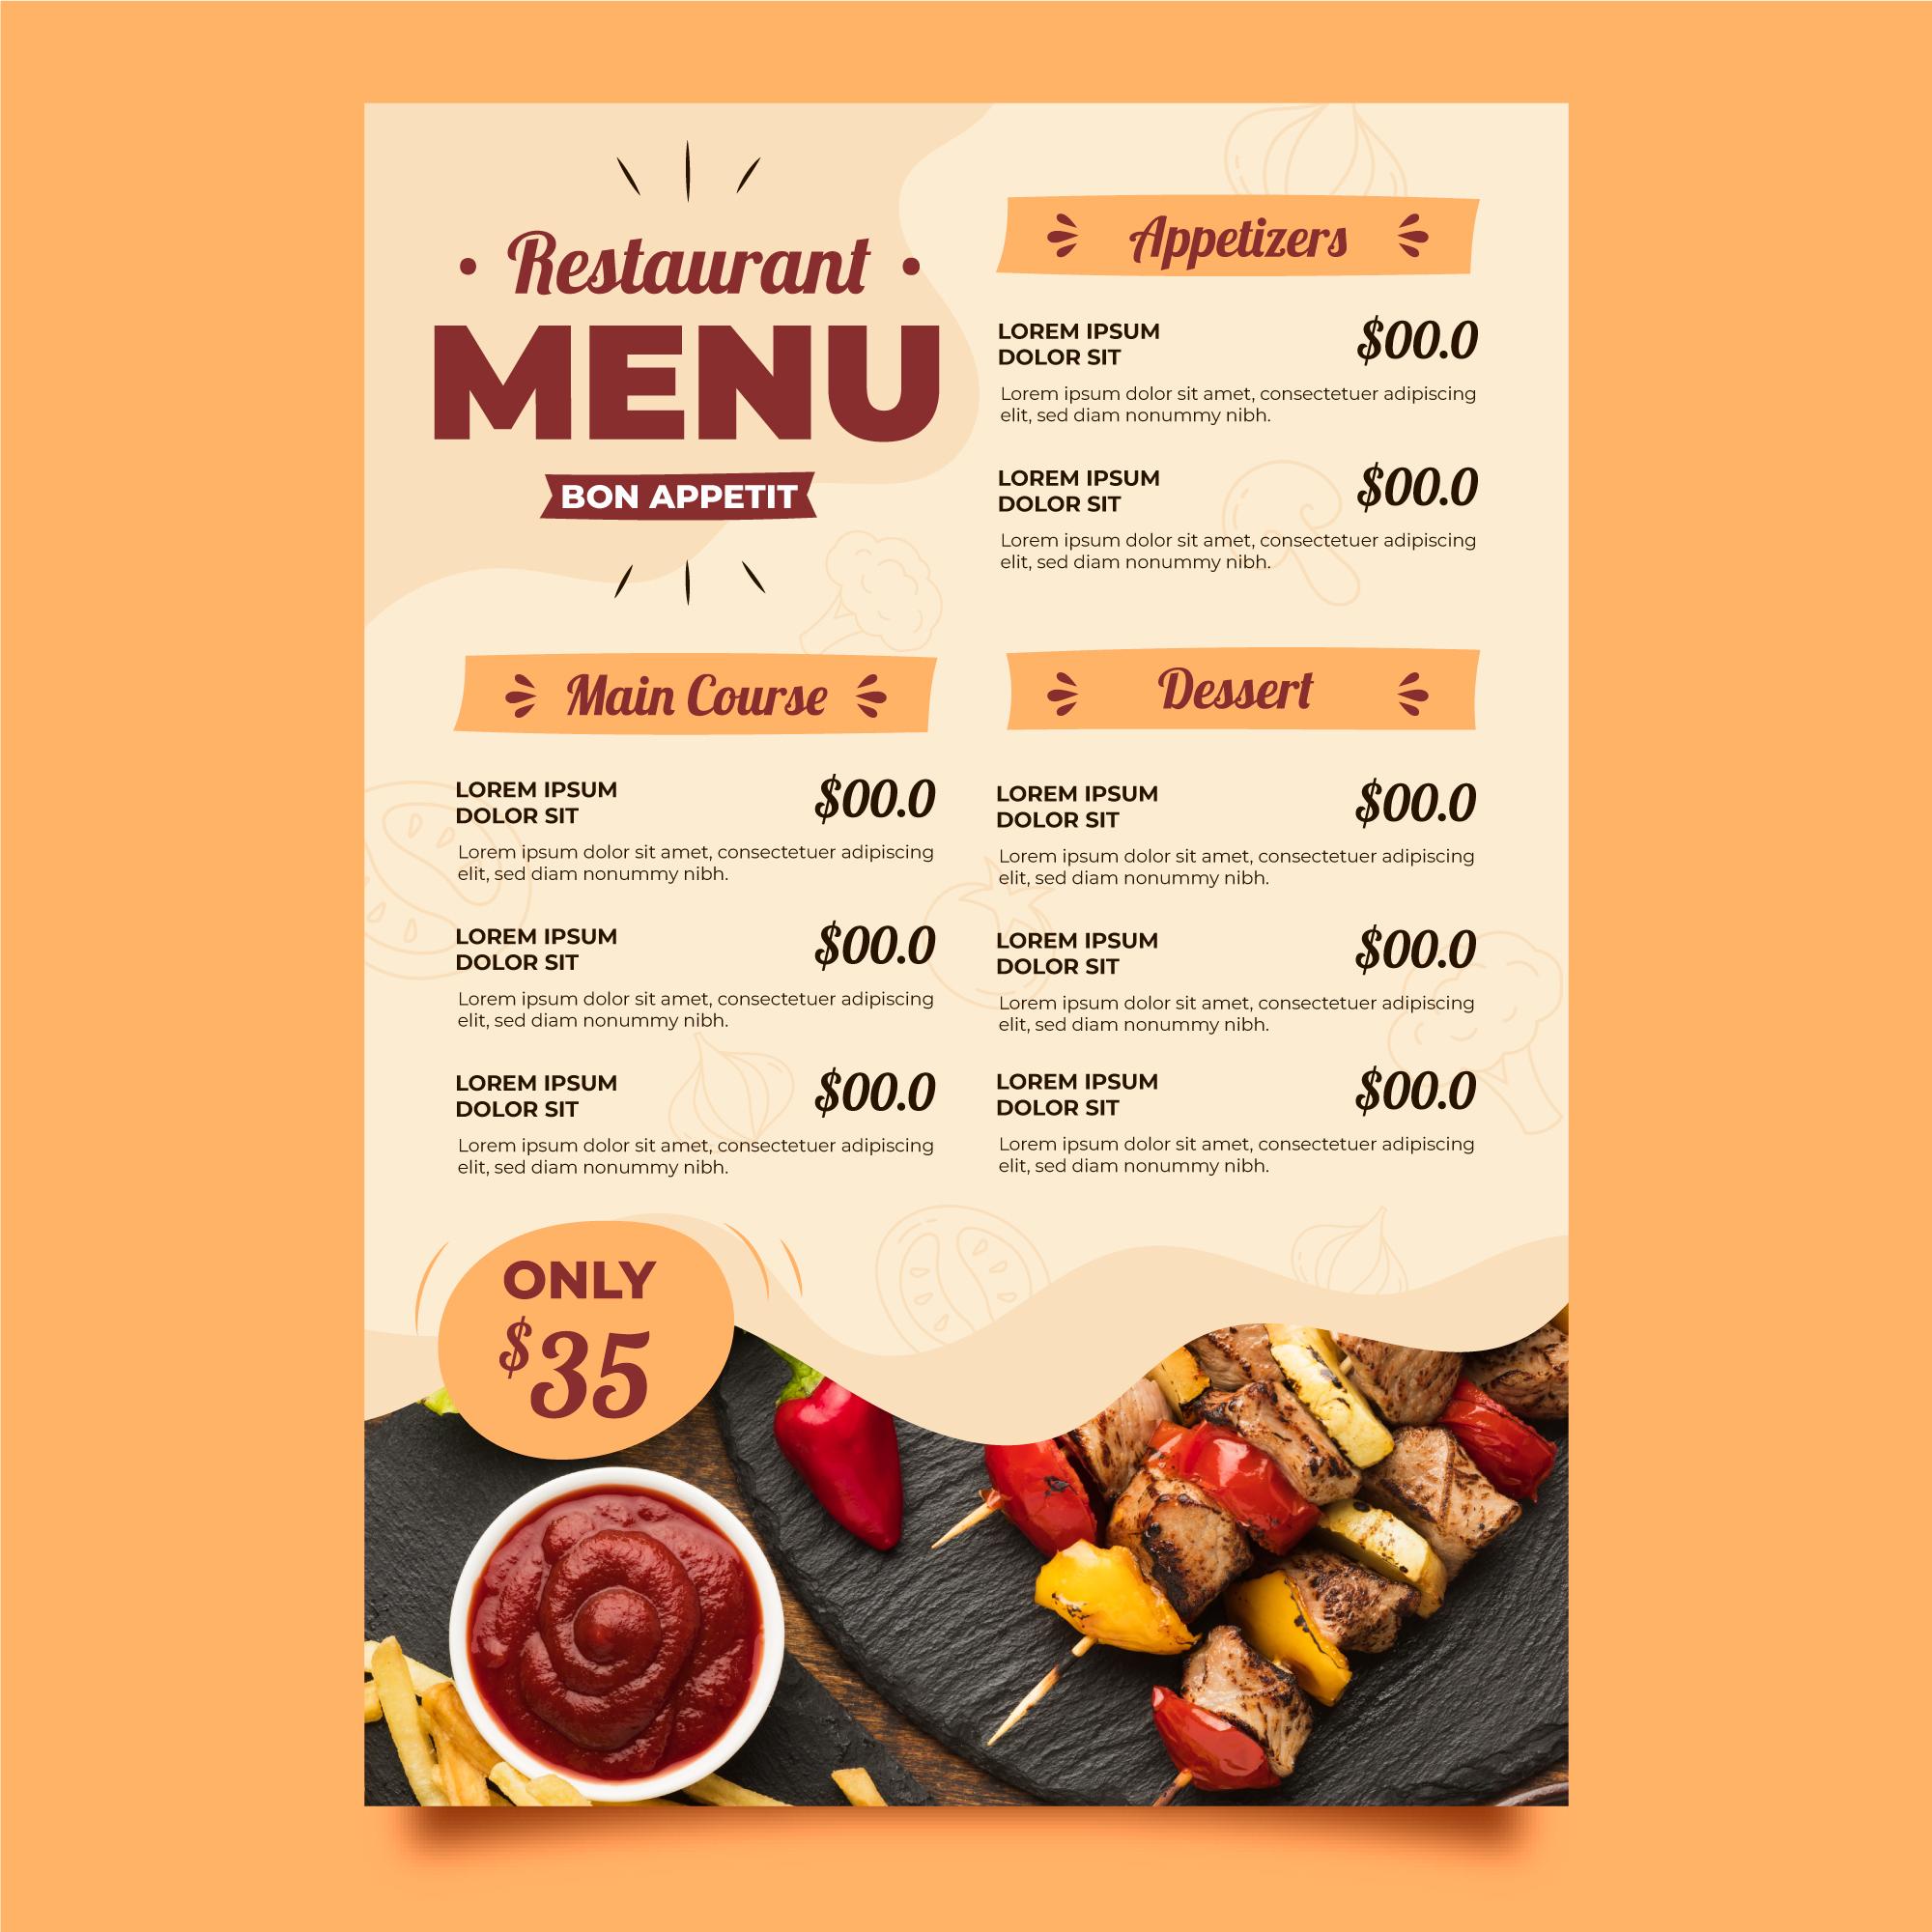 Restaurant
MENU
BON APPETIT
Appetizers
LOREM IPSUM
DOLOR SIT
$00.0
Lorem ipsum dolor sit amet, consectetuer adipiscing
elit, sed diam nonummy nibh.
LOREM IPSUM
DOLOR SIT
$00.0
Lorem ipsum dolor sit amet, consectetuer adipiscing
elit, sed diam nonummy nibh.
Main Course
LOREM IPSUM
DOLOR SIT
$00.0
Lorem ipsum dolor sit amet, consectetuer adipiscing
elit, sed diam nonummy nibh.
LOREM IPSUM
DOLOR SIT
$00.0
Lorem ipsum dolor sit amet, consectetuer adipiscing
elit, sed diam nonummy nibh.
LOREM IPSUM
DOLOR SIT
$00.0
Lorem ipsum dolor sit amet, consectetuer adipiscing
elit, sed diam nonummy nibh.
Dessert
LOREM IPSUM
DOLOR SIT
$00.0
Lorem ipsum dolor sit amet, consectetuer adipiscing
elit, sed diam nonummy nibh.
LOREM IPSUM
DOLOR SIT
$00.0
Lorem ipsum dolor sit amet, consectetuer adipiscing
elit, sed diam nonummy nibh.
LOREM IPSUM
DOLOR SIT
$00.0
Lorem ipsum dolor sit amet, consectetuer adipiscing
elit, sed diam nonummy nibh.
ONLY
$35